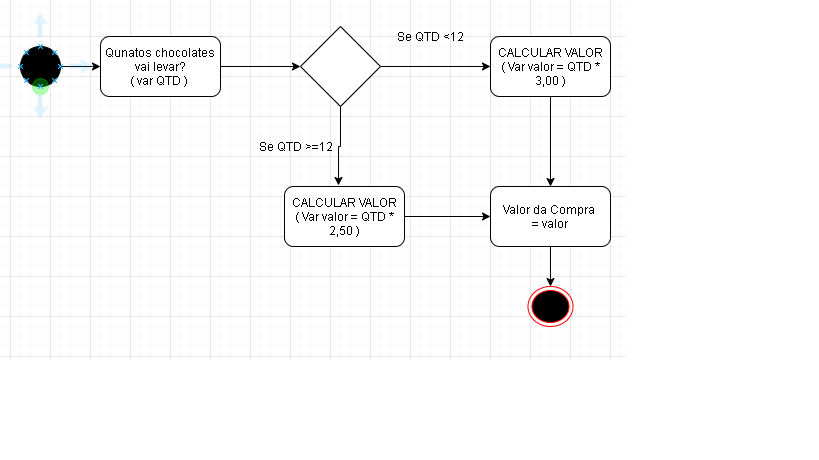 Qunatos chocolates
vai levar?
( var QTD )
Se QTD <12
CALCULAR VALOR
( Var valor = QTD *
3,00 )
Se QTD >=12
CALCULAR VALOR
( Var valor = QTD *
2,50 )
Valor da Compra
= valor